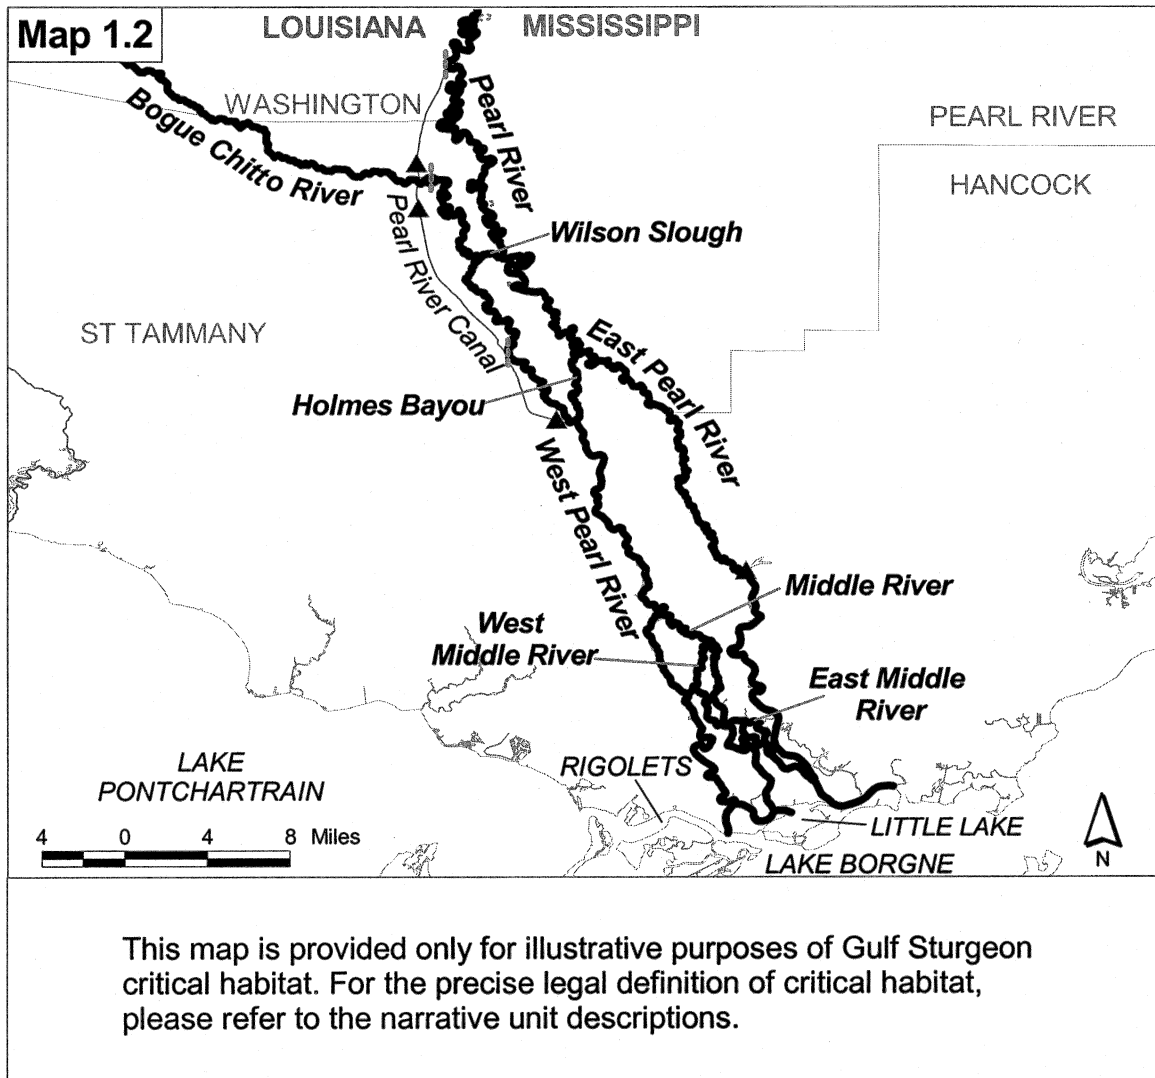 Map 1.2
LOUISIANA
MISSISSIPPI
WASHINGTON
PEARL RIVER
HANCOCK
Bogue Chitto River
Pearl River
Wilson Slough
Pearl River Canal
ST TAMMANY
East Pearl River
Holmes Bayou
West Pearl River
Middle River
West
Middle River
East Middle
River
LAKE
PONTCHARTRAIN
RIGOLETS
LITTLE LAKE
LAKE BORGNE
4 0 4 8 Miles
N
This map is provided only for illustrative purposes of Gulf Sturgeon
critical habitat. For the precise legal definition of critical habitat,
please refer to the narrative unit descriptions.